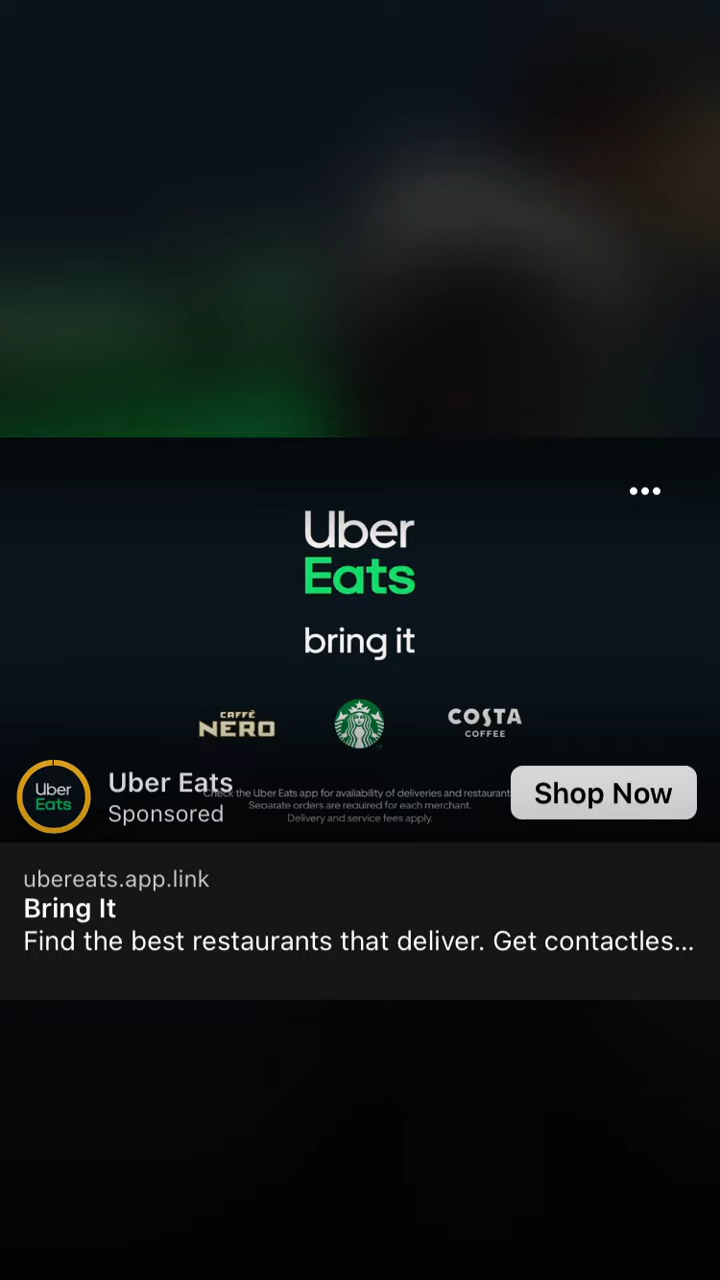 Uber
Eats
bring it
CAFFÈ
NERO
COSTA
COFFEE
Uber
Eats
Uber Eats
Sponsored
Check the Uber Eats app for availability of deliveries and restaurant
Separate orders are required for each merchant.
Delivery and service fees apply.
Shop Now
ubereats.app.link
Bring It
Find the best restaurants that deliver. Get contactles...